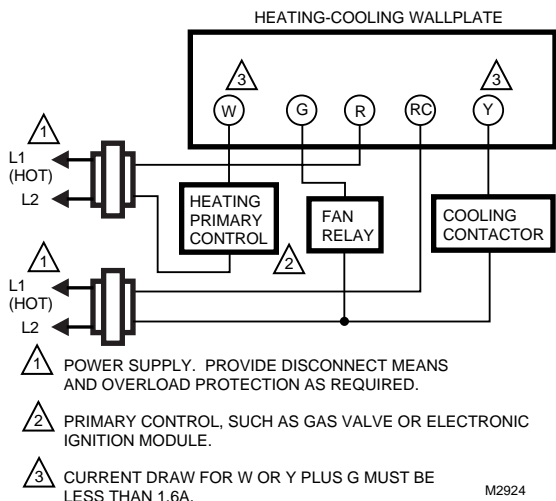 HEATING-COOLING WALLPLATE
3
3
W
G
R
RC
Y
1
L1
(HOT)
L2
HEATING
PRIMARY
CONTROL
FAN
RELAY
COOLING
CONTACTOR
2
1
L1
(HOT)
L2
1 POWER SUPPLY. PROVIDE DISCONNECT MEANS
AND OVERLOAD PROTECTION AS REQUIRED.
2 PRIMARY CONTROL, SUCH AS GAS VALVE OR ELECTRONIC
IGNITION MODULE.
3 CURRENT DRAW FOR W OR Y PLUS G MUST BE
LESS THAN 1.6A.
M2924